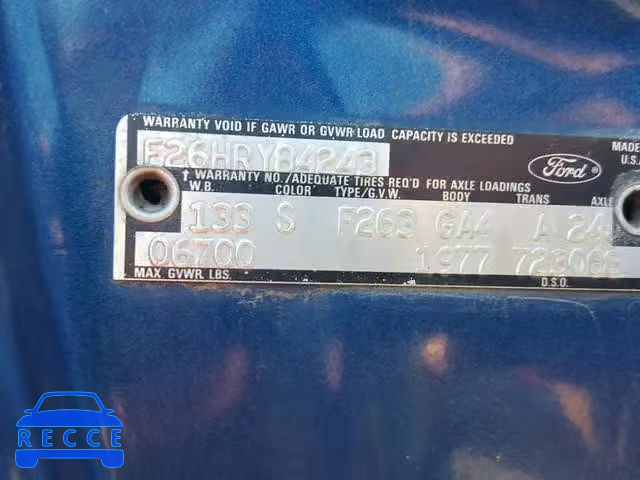 WARRANTY VOID IF GAWR OR GVWR LOAD CAPACITY IS EXCEEDED
MADE
U.S.
F26HRY84243
Ford
↑ WARRANTY NO./ADEQUATE TIRES REQ'D FOR AXLE LOADINGS
W.B. COLOR TYPE/G.V.W. BODY TRANS AXLE
133 S F263 GA4 A 24
06700 1977 723066
MAX GVWR LBS. D.S.O.
RECCE